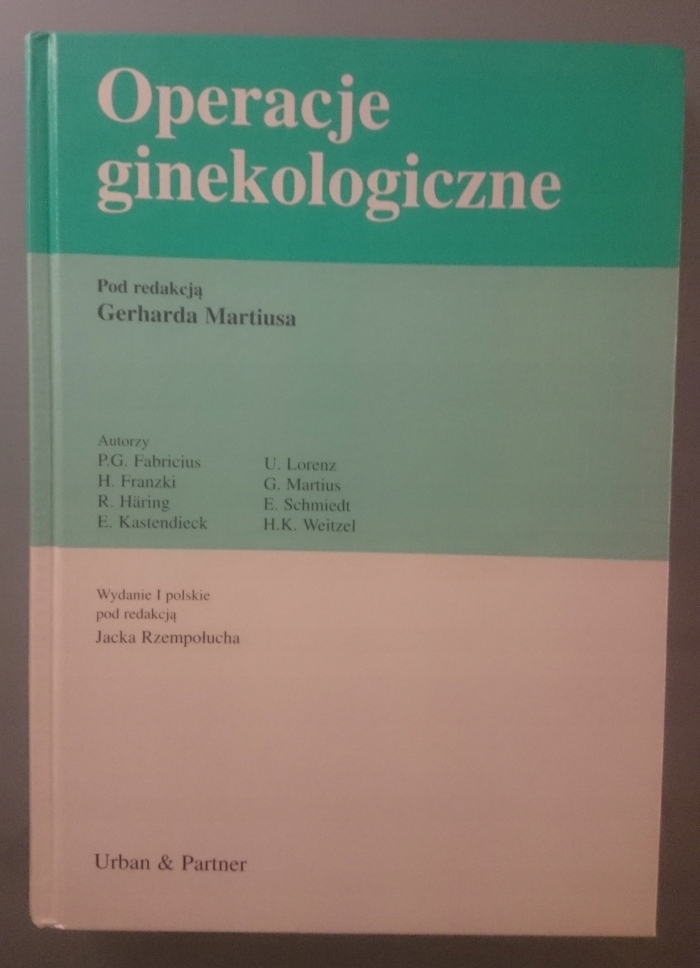 Operacje
ginekologiczne
Pod redakcją
Gerharda Martiusa
Autorzy
P.G. Fabricius
H. Franzki
R. Häring
E. Kastendieck
U. Lorenz
G. Martius
E. Schmiedt
H.K. Weitzel
Wydanie I polskie
pod redakcją
Jacka Rzempołucha
Urban & Partner